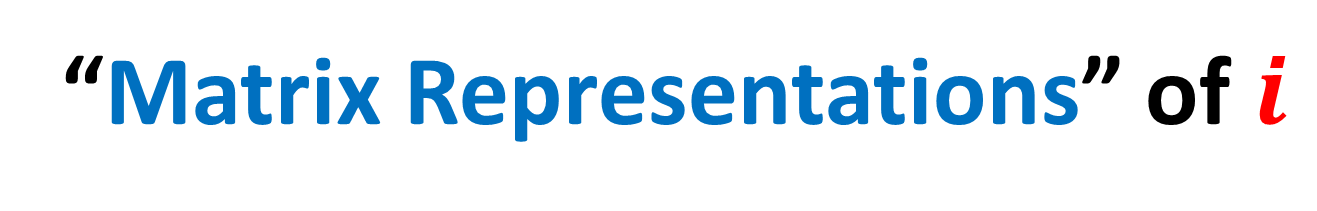 “Matrix Representations” of i